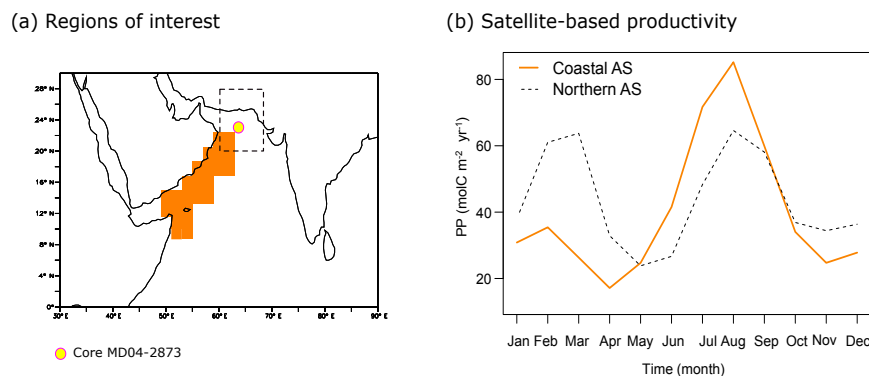 (a) Regions of interest
28°N
24°N
20°N
16°N
12°N
8°N
4°N
0°
30°E 40°E 50°E 60°E 70°E 80°E 90°E
Core MD04-2873
(b) Satellite-based productivity
Coastal AS
Northern AS
PP (molC m⁻² yr⁻¹)
80
60
40
20
Jan Feb Mar Apr May Jun Jul Aug Sep Oct Nov Dec
Time (month)